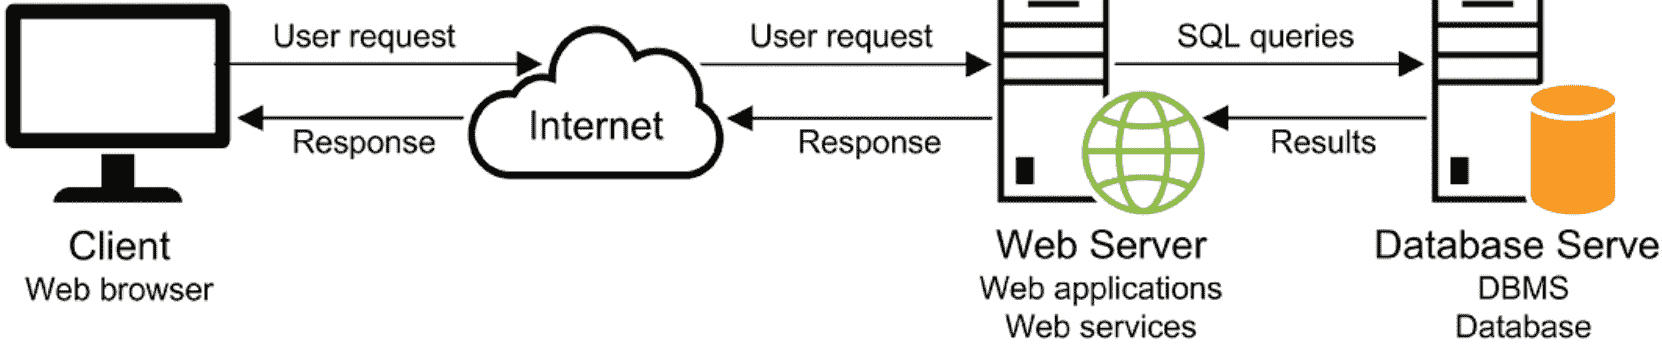 User request
User request
SQL queries
Internet
Response
Response
Results
Client
Web browser
Web Server
Web applications
Web services
Database Serve
DBMS
Database